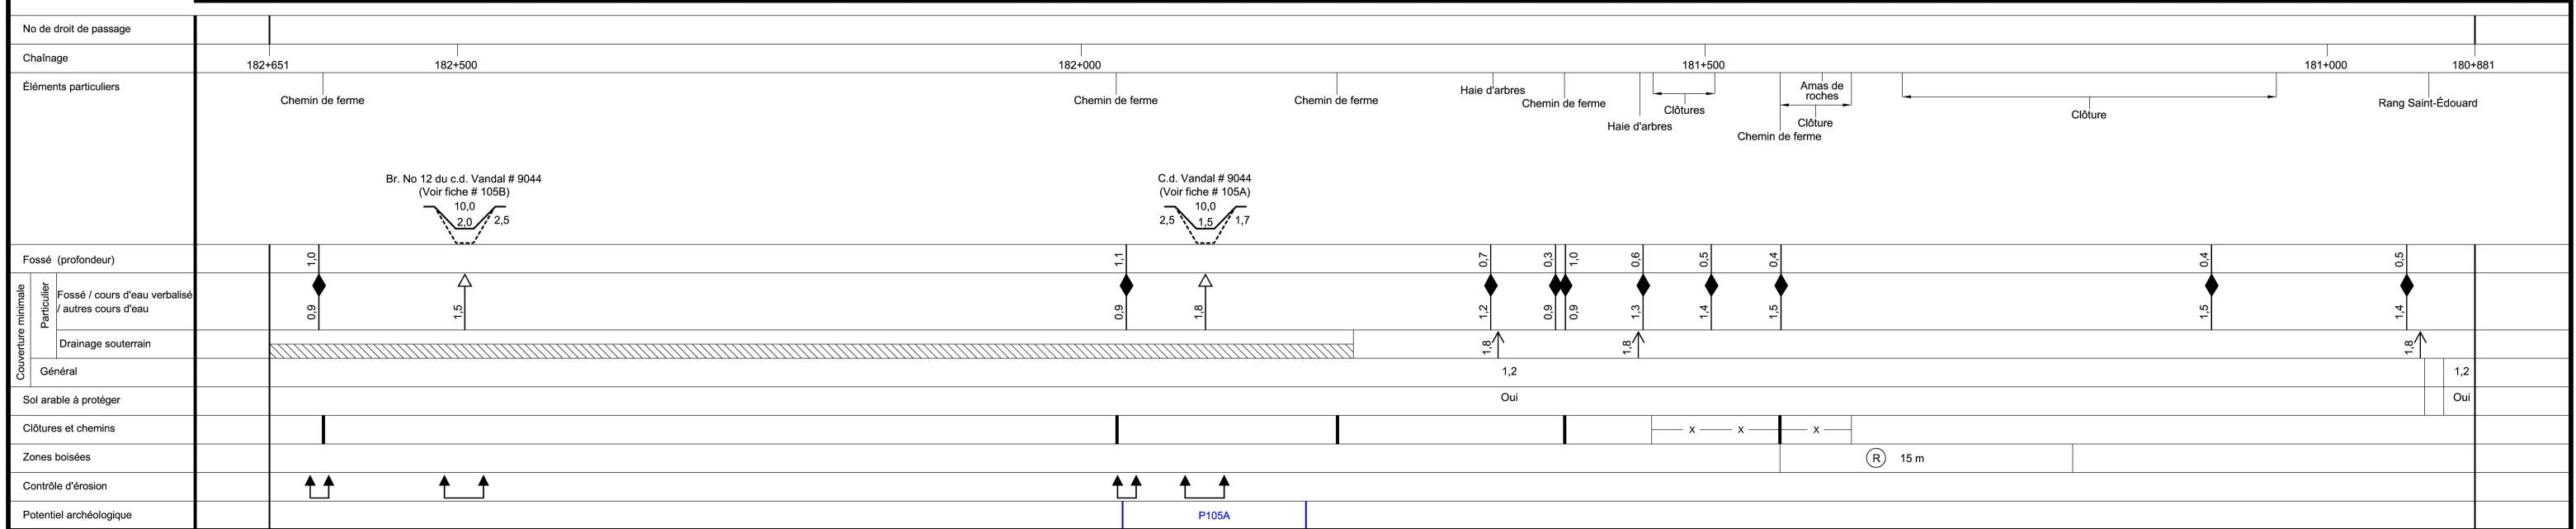 No de droit de passage
Chaînage
182+651 182+500 182+000 181+500 181+000 180+881
Éléments particuliers
Chemin de ferme
Chemin de ferme
Chemin de ferme
Haie d'arbres
Chemin de ferme
Haie d'arbres
Clôtures
Chemin de ferme
Amas de
roches
Clôture
Clôture
Rang Saint-Édouard
Br. No 12 du c.d. Vandal # 9044
(Voir fiche # 105B)
10,0
2,0 2,5
C.d. Vandal # 9044
(Voir fiche # 105A)
10,0
2,5 1,5 1,7
Fossé (profondeur)
1,0 1,1 0,7 0,3 1,0 0,6 0,5 0,4 0,4 0,5
Couverture minimale
Particulier
Fossé / cours d'eau verbalisé
/ autres cours d'eau
0,9 1,5 0,9 1,8 1,2 0,9 0,9 1,3 1,4 1,5 1,5 1,4
Drainage souterrain
1,8 1,8 1,8
Général
1,2 1,2
Sol arable à protéger
Oui Oui
Clôtures et chemins
x x x
Zones boisées
R 15 m
Contrôle d'érosion
Potentiel archéologique
P105A